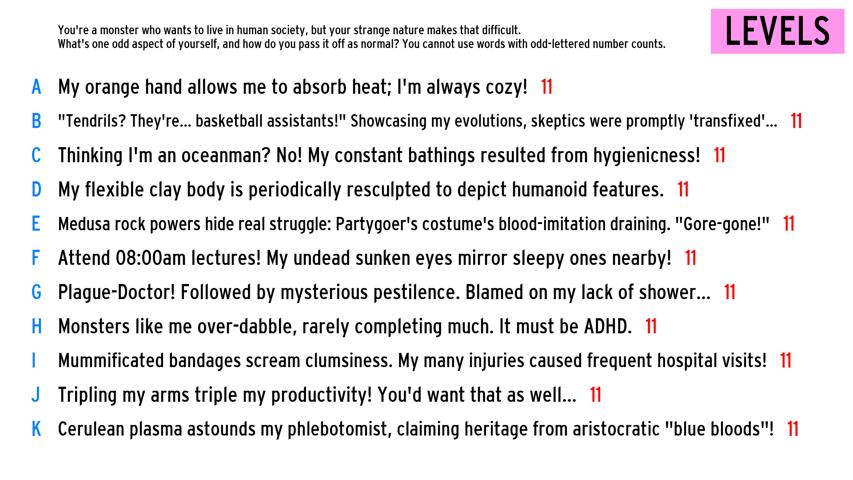 You're a monster who wants to live in human society, but your strange nature makes that difficult.
What's one odd aspect of yourself, and how do you pass it off as normal? You cannot use words with odd-lettered number counts.
LEVELS
A My orange hand allows me to absorb heat; I'm always cozy! 11
B "Tendrils? They're... basketball assistants!" Showcasing my evolutions, skeptics were promptly 'transfixed'... 11
C Thinking I'm an oceanman? No! My constant bathings resulted from hygienicness! 11
D My flexible clay body is periodically resculpted to depict humanoid features. 11
E Medusa rock powers hide real struggle: Partygoer's costume's blood-imitation draining. "Gore-gone!" 11
F Attend 08:00am lectures! My undead sunken eyes mirror sleepy ones nearby! 11
G Plague-Doctor! Followed by mysterious pestilence. Blamed on my lack of shower... 11
H Monsters like me over-dabble, rarely completing much. It must be ADHD. 11
I Mummificated bandages scream clumsiness. My many injuries caused frequent hospital visits! 11
J Tripling my arms triple my productivity! You'd want that as well... 11
K Cerulean plasma astounds my phlebotomist, claiming heritage from aristocratic "blue bloods"! 11